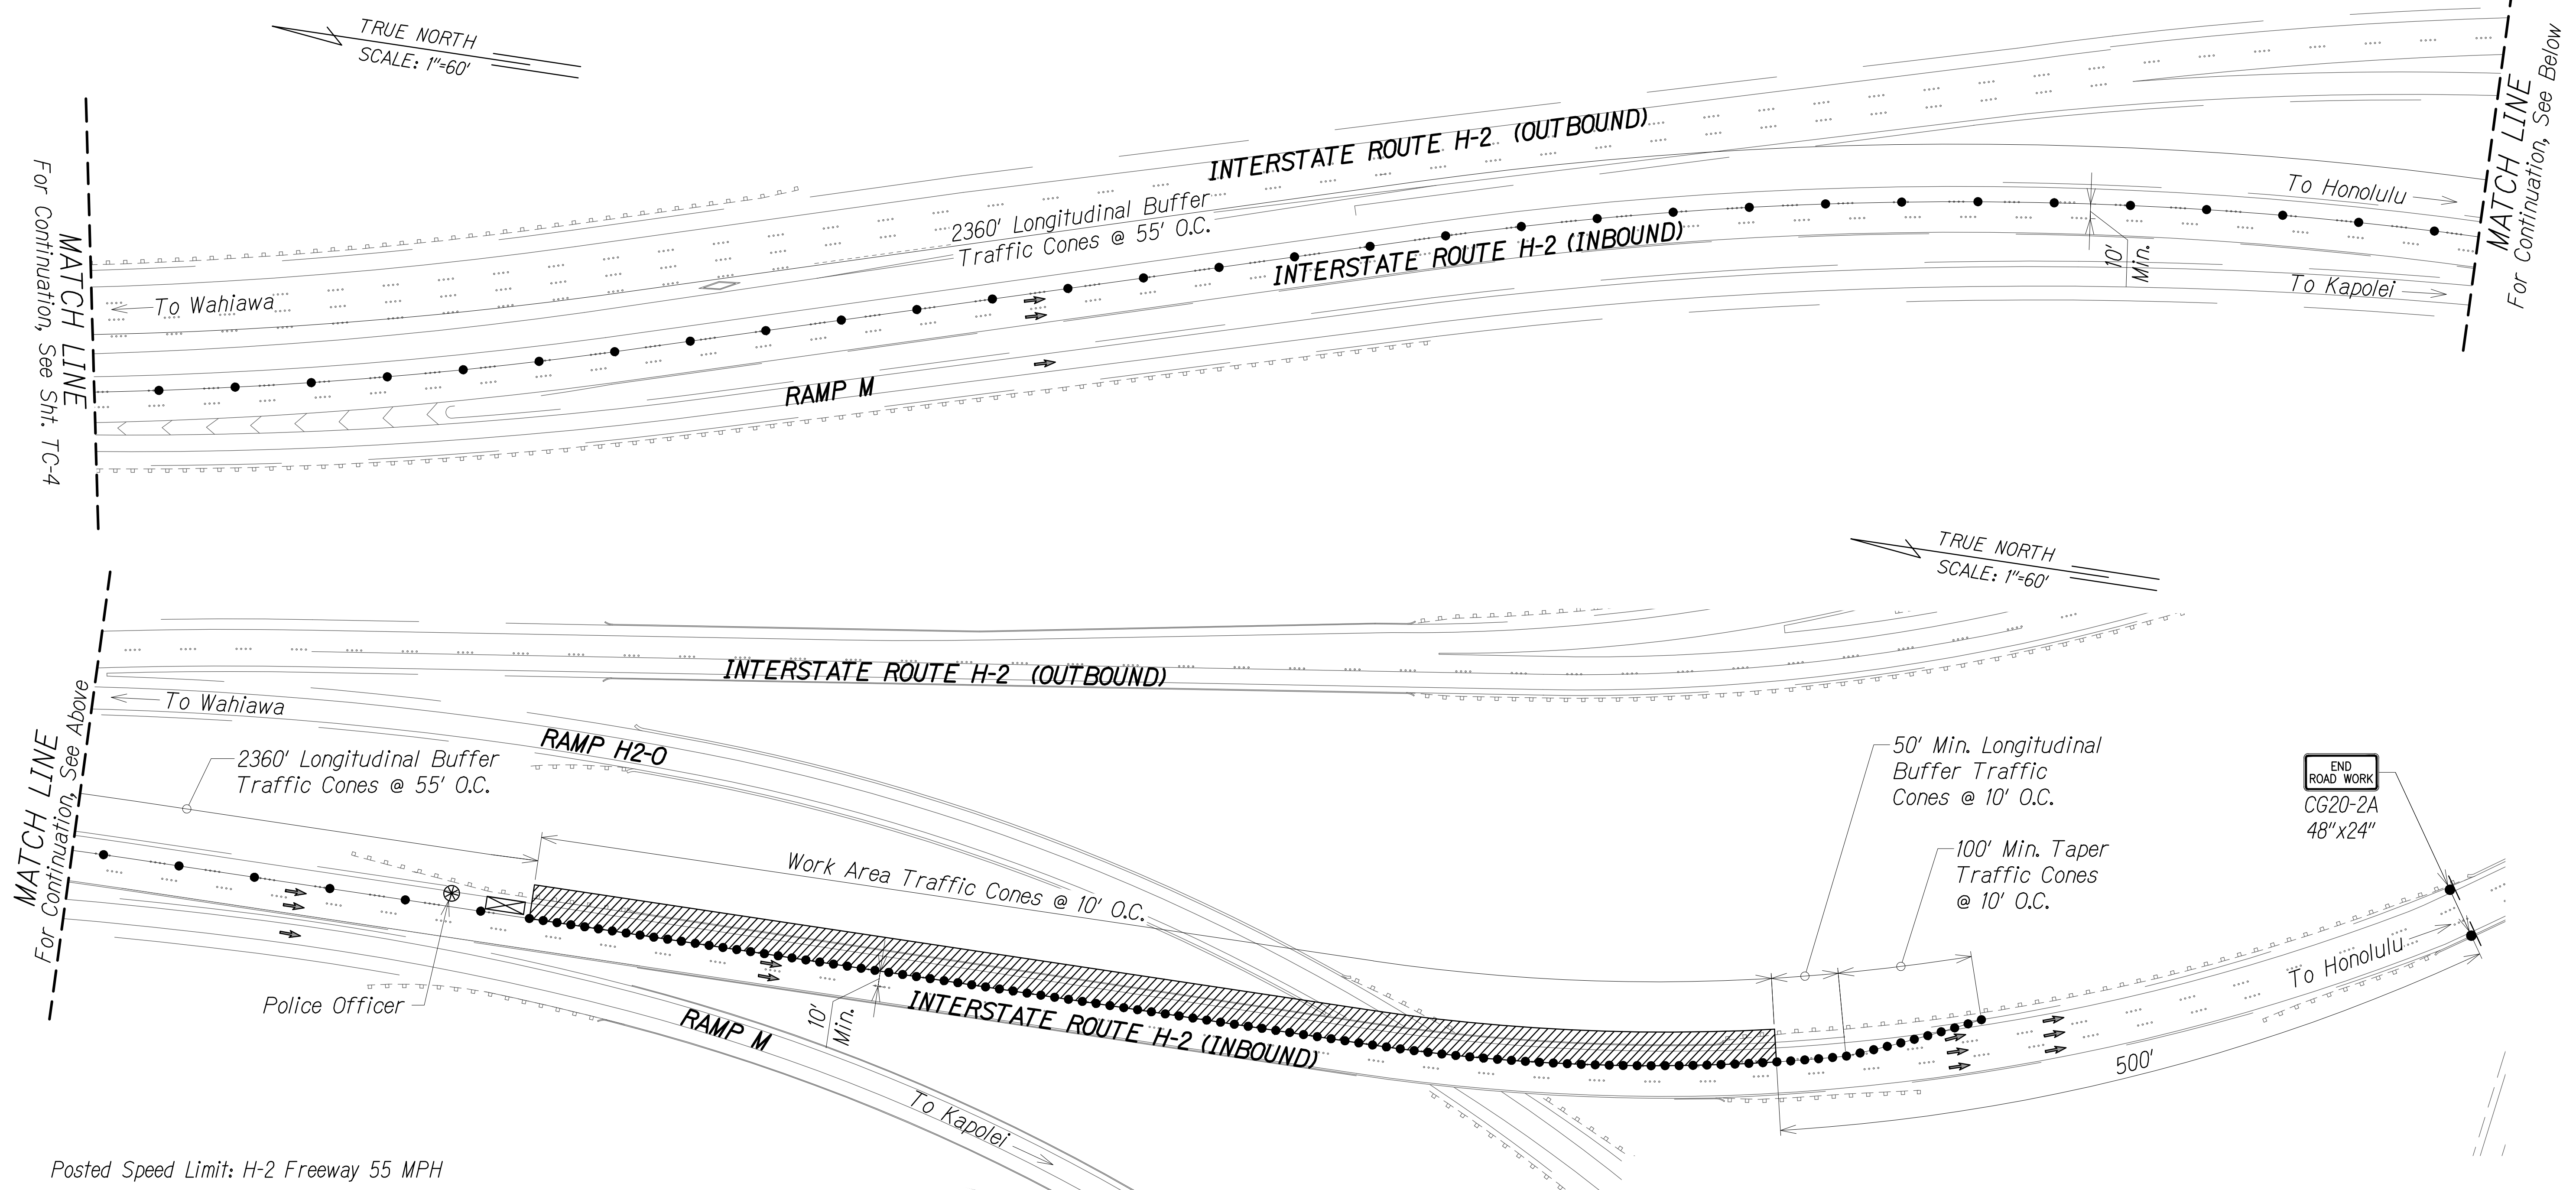 TRUE NORTH
SCALE: 1"=60'
MATCH LINE
For Continuation, See Below
INTERSTATE ROUTE H-2 (OUTBOUND)
MATCH LINE
MATCH LINE
For Continuation, See Sht. TC-4
To Honolulu
2360' Longitudinal Buffer
Traffic Cones @ 55' O.C.
INTERSTATE ROUTE H-2 (INBOUND)
10'
Min.
To Wahiawa
To Kapolei
RAMP M
TRUE NORTH
SCALE: 1"=60'
INTERSTATE ROUTE H-2 (OUTBOUND)
To Wahiawa
MATCH LINE
For Continuation, See Above
RAMP H2-O
2360' Longitudinal Buffer
Traffic Cones @ 55' O.C.
50' Min. Longitudinal
Buffer Traffic
Cones @ 10' O.C.
END
ROAD WORK
CG20-2A
48"x24"
Work Area Traffic Cones @ 10' O.C.
100' Min. Taper
Traffic Cones
@ 10' O.C.
To Honolulu
Police Officer
10'
Min.
INTERSTATE ROUTE H-2 (INBOUND)
RAMP M
500'
To Kapolei
Posted Speed Limit: H-2 Freeway 55 MPH